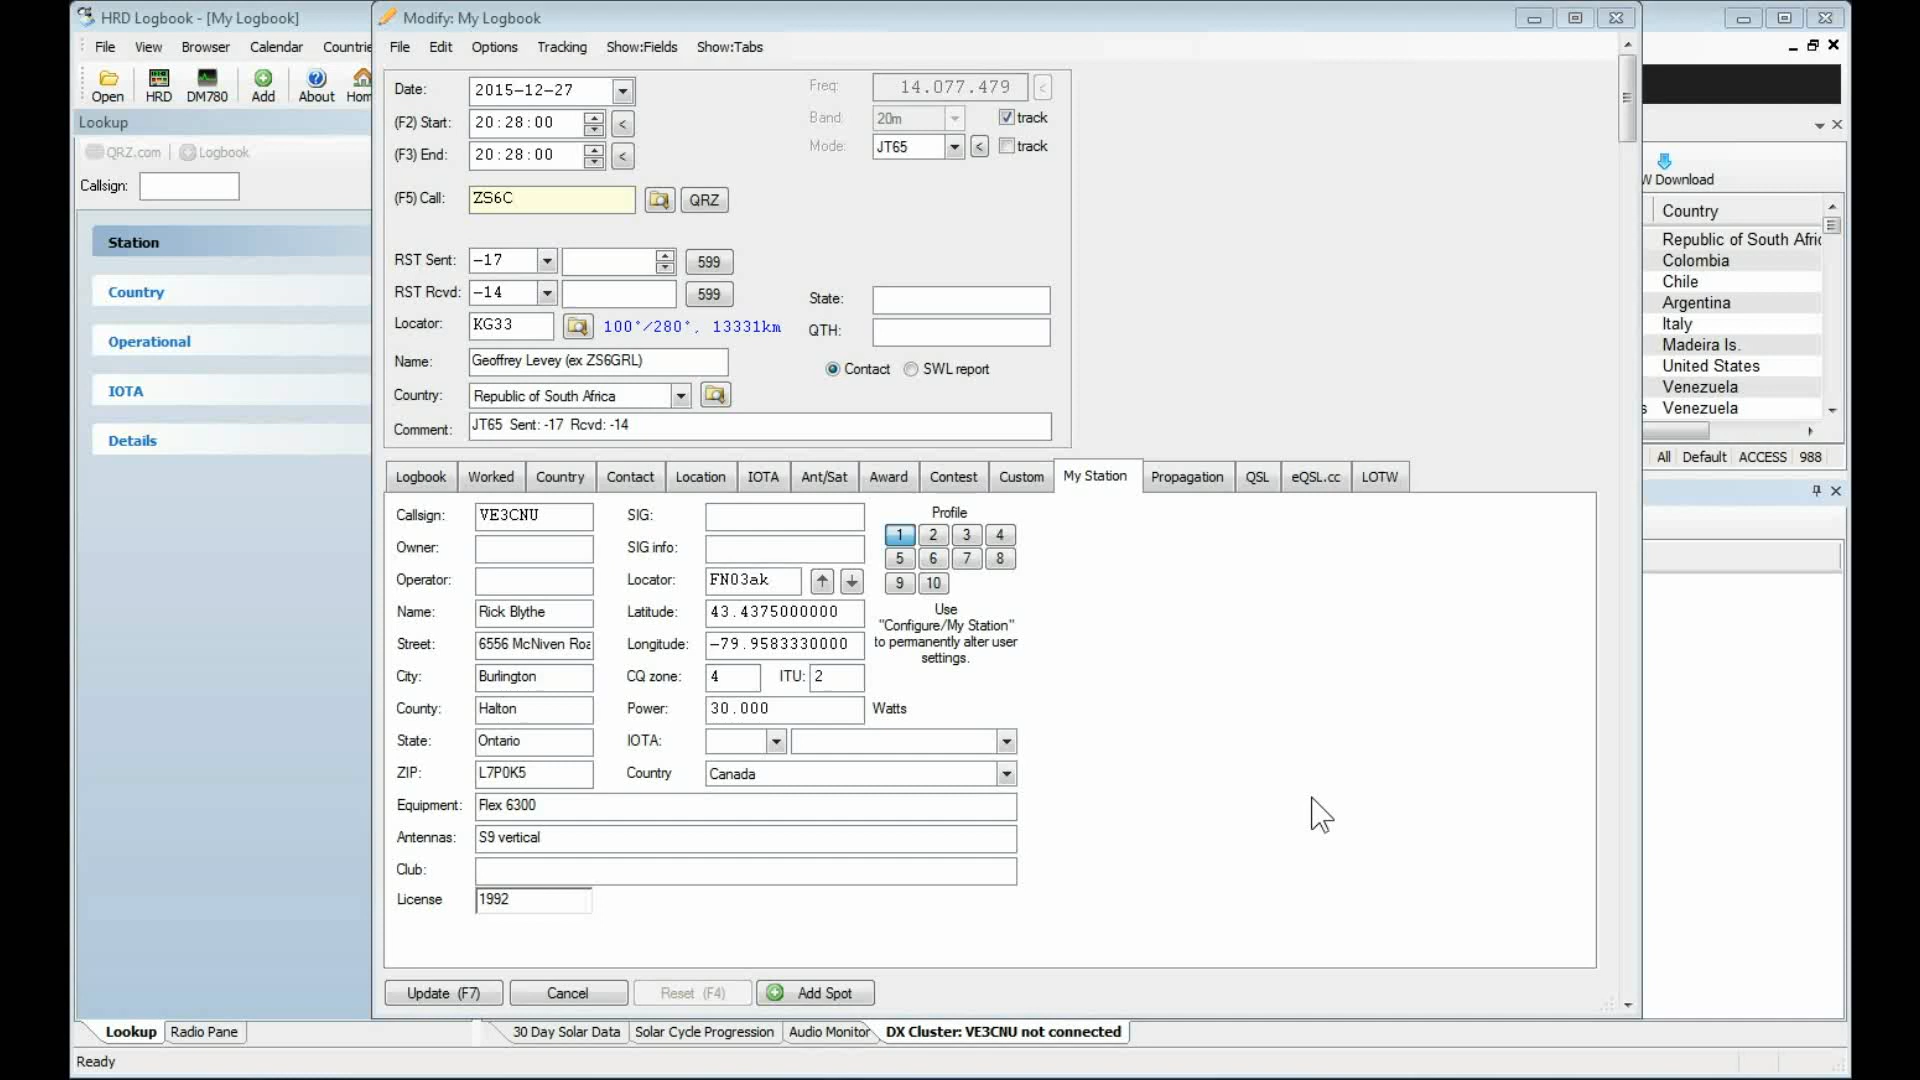 HRD Logbook - [My Logbook]
Modify: My Logbook
File View Browser Calendar Countrie
File Edit Options Tracking Show:Fields Show:Tabs
Open HRD DM780 Add About Hom
Lookup
QRZ.com Logbook
Callsign:
Station
Country
Operational
IOTA
Details
Date: 2015-12-27
(F2) Start: 20:28:00 <
(F3) End: 20:28:00 <
(F5) Call: ZS6C QRZ
Freq: 14.077.479 <
Band: 20m track
Mode: JT65 < track
RST Sent: -17 599
RST Rcvd: -14 599
Locator: KG33 100°/280°, 13331km
Name: Geoffrey Levey (ex ZS6GRL)
Country: Republic of South Africa
Comment: JT65 Sent: -17 Rcvd: -14
State:
QTH:
Contact SWL report
Logbook Worked Country Contact Location IOTA Ant/Sat Award Contest Custom My Station Propagation QSL eQSL.cc LOTW
Callsign: VE3CNU
Owner:
Operator:
Name: Rick Blythe
Street: 6556 McNiven Roa
City: Burlington
County: Halton
State: Ontario
ZIP: L7P0K5
Equipment: Flex 6300
Antennas: S9 vertical
Club:
License 1992
SIG:
SIG info:
Locator: FN03ak
Latitude: 43.4375000000
Longitude: -79.9583330000
CQ zone: 4 ITU: 2
Power: 30.000 Watts
IOTA:
Country Canada
Profile
1 2 3 4
5 6 7 8
9 10
Use
"Configure/My Station"
to permanently alter user
settings.
Update (F7) Cancel Reset (F4) Add Spot
Download
Country
Republic of South Afric
Colombia
Chile
Argentina
Italy
Madeira Is.
United States
Venezuela
s Venezuela
All Default ACCESS 988
Lookup Radio Pane
30 Day Solar Data Solar Cycle Progression Audio Monitor DX Cluster: VE3CNU not connected
Ready